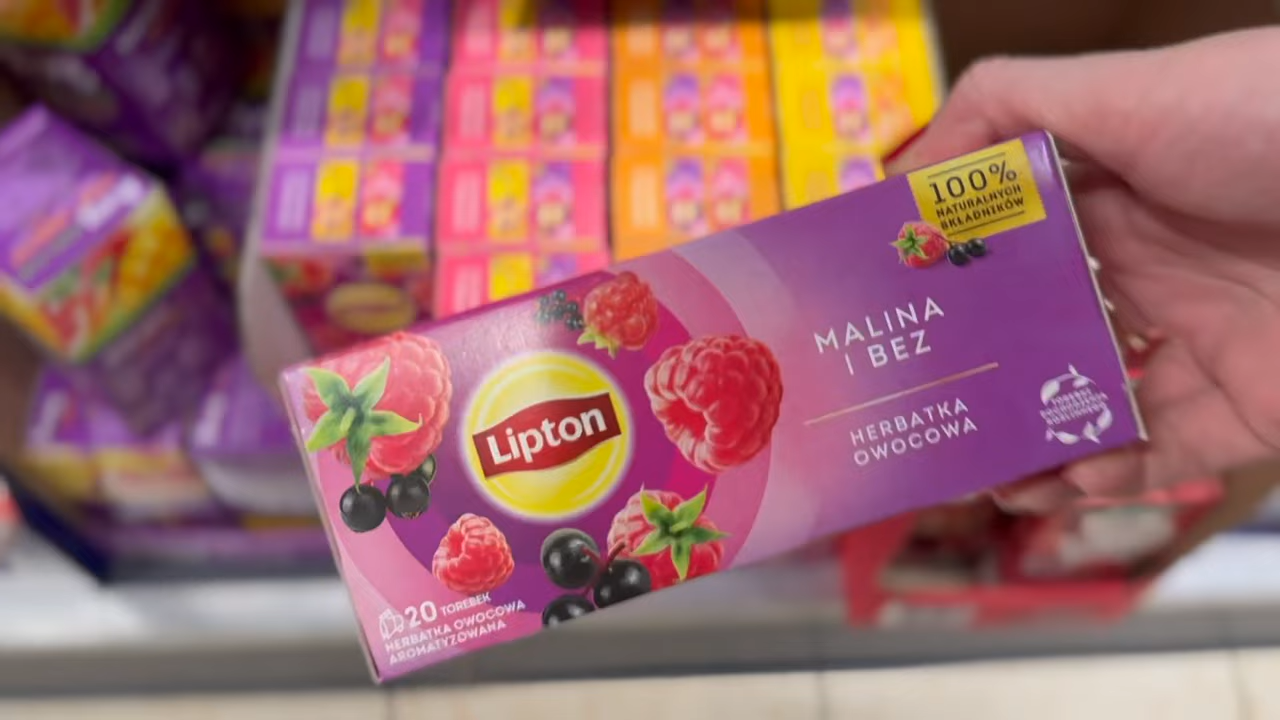 100%
NATURALNYCH
SKŁADNIKÓW
MALINA
I BEZ
HERBATKA
OWOCOWA
Lipton
20 TOREBEK
HERBATKA OWOCOWA
AROMATYZOWANA